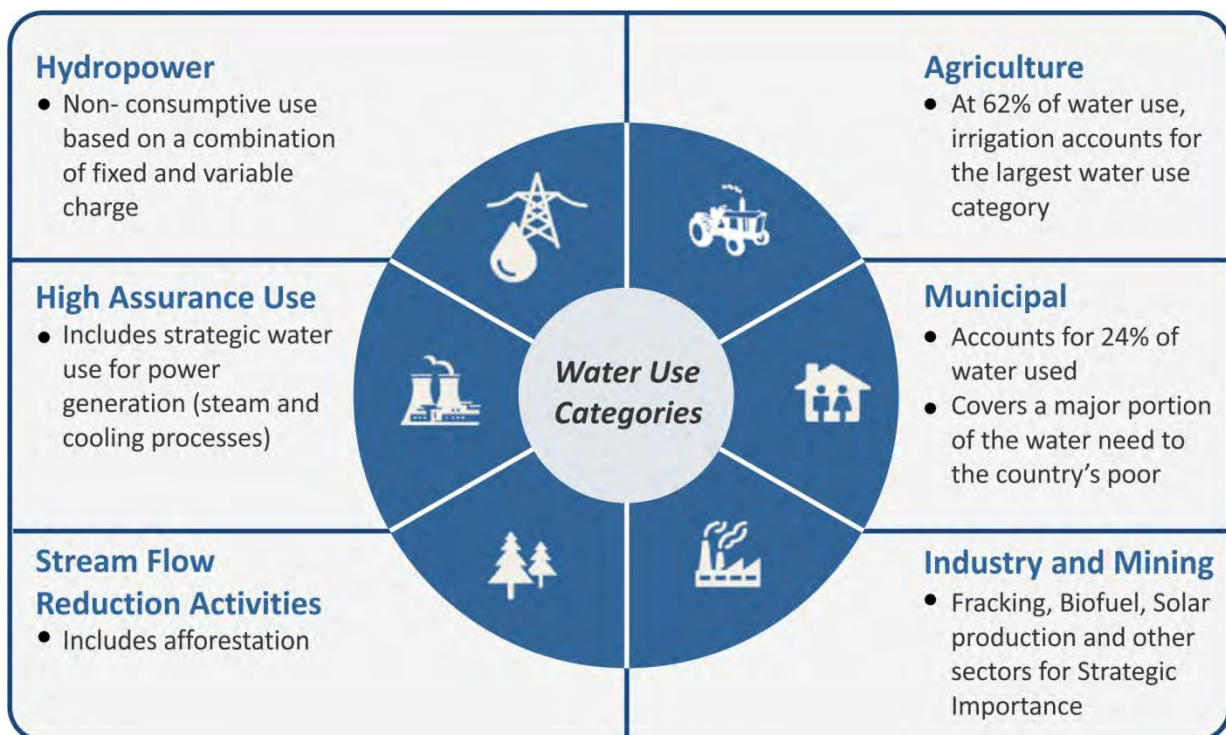 Hydropower
● Non- consumptive use
based on a combination
of fixed and variable
charge
Agriculture
● At 62% of water use,
irrigation accounts for
the largest water use
category
High Assurance Use
● Includes strategic water
use for power
generation (steam and
cooling processes)
Water Use
Categories
Municipal
● Accounts for 24% of
water used
● Covers a major portion
of the water need to
the country's poor
Stream Flow
Reduction Activities
● Includes afforestation
Industry and Mining
● Fracking, Biofuel, Solar
production and other
sectors for Strategic
Importance